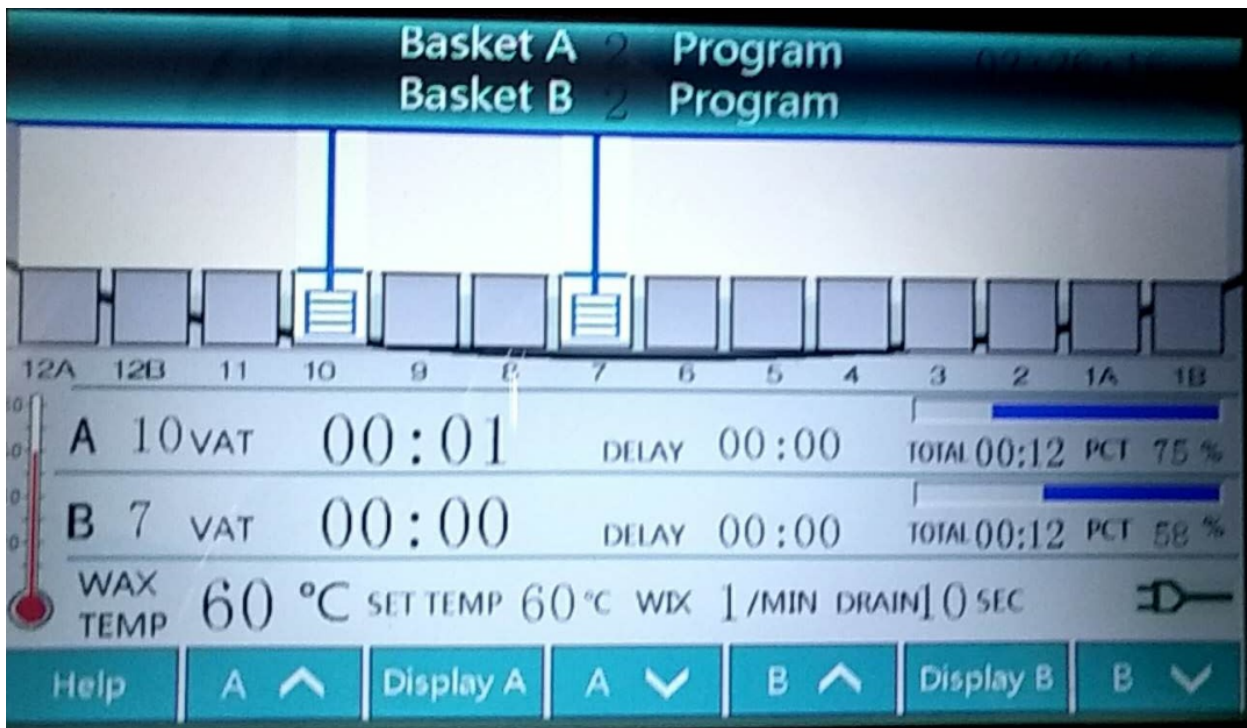 Basket A 2 Program
Basket B 2 Program
12A 12B 11 10 9 8 7 6 5 4 3 2 1A 1B
A 10 VAT 00:01 DELAY 00:00 TOTAL 00:12 PCT 75 %
B 7 VAT 00:00 DELAY 00:00 TOTAL 00:12 PCT 58 %
WAX TEMP 60 °C SET TEMP 60 °C WIX 1 /MIN DRAIN 10 SEC
Help A Display A A B Display B B